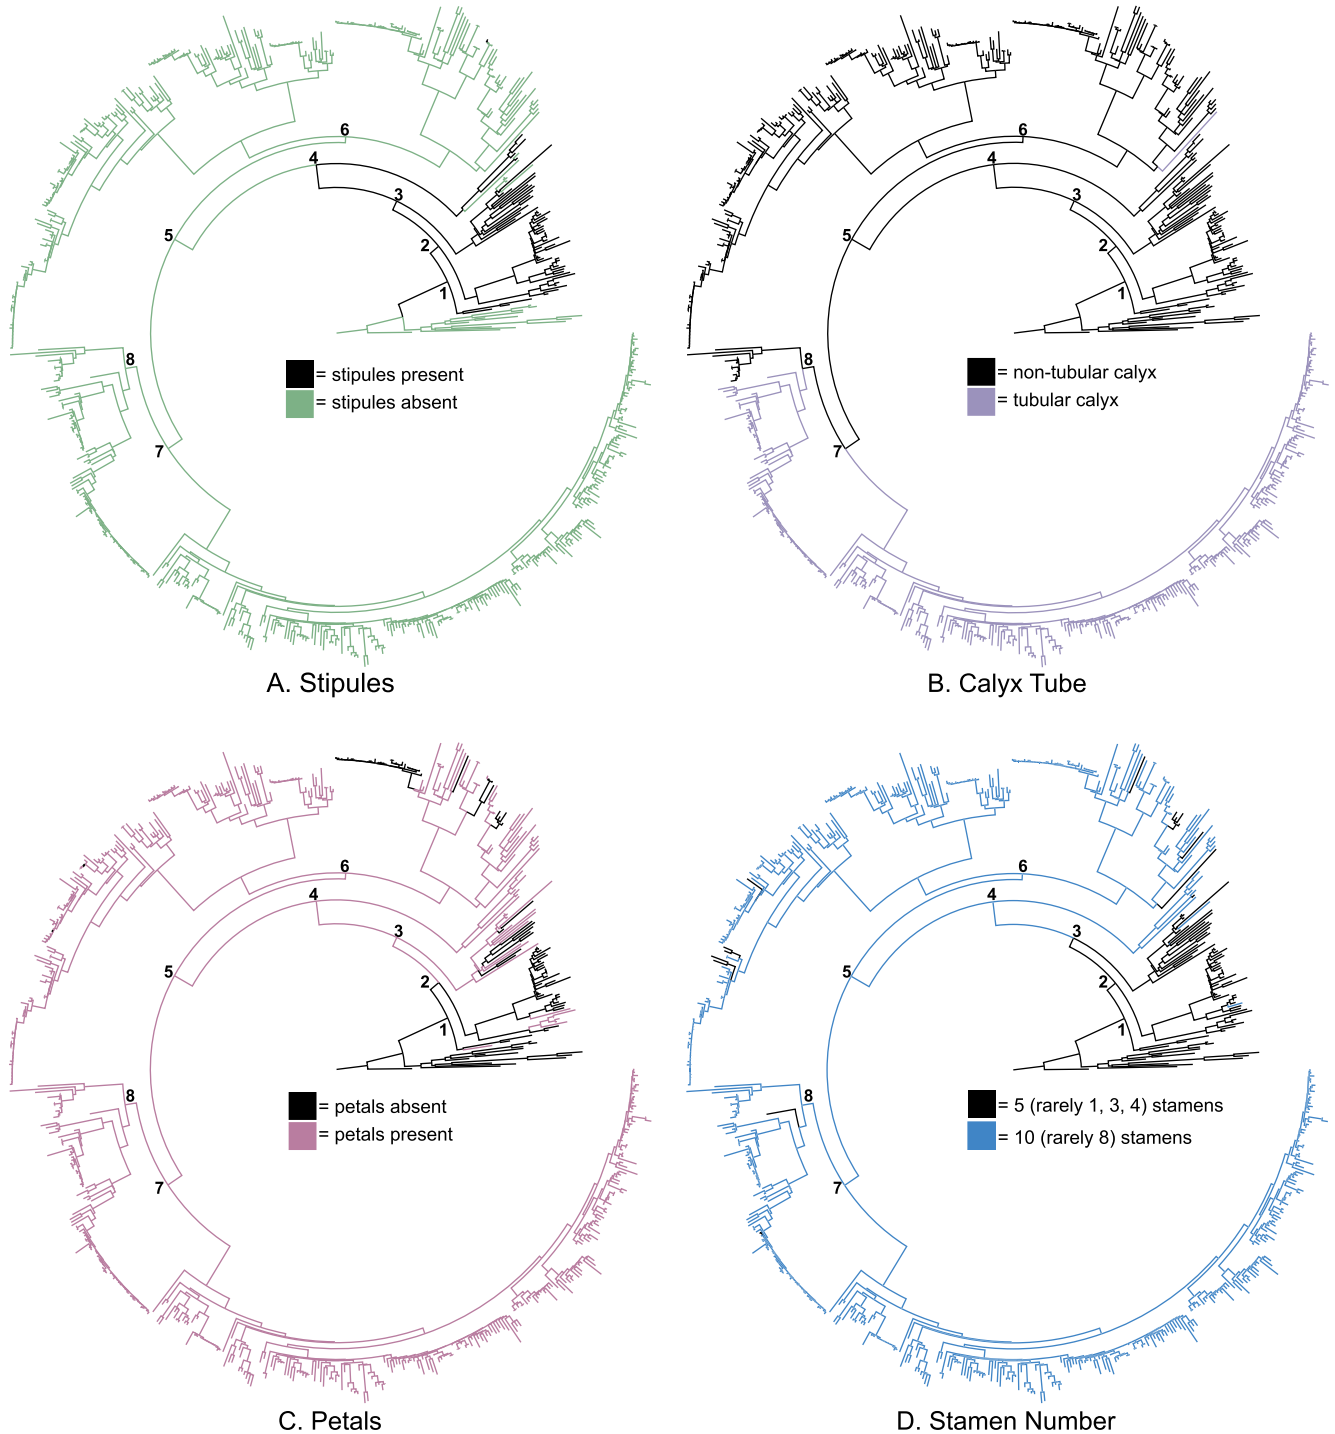 6
4
3
5
2
1
8
= stipules present
= stipules absent
7
A. Stipules
6
4
3
5
2
1
8
= non-tubular calyx
= tubular calyx
7
B. Calyx Tube
6
4
3
5
2
1
8
= petals absent
= petals present
7
C. Petals
6
4
3
5
2
1
8
= 5 (rarely 1, 3, 4) stamens
= 10 (rarely 8) stamens
7
D. Stamen Number